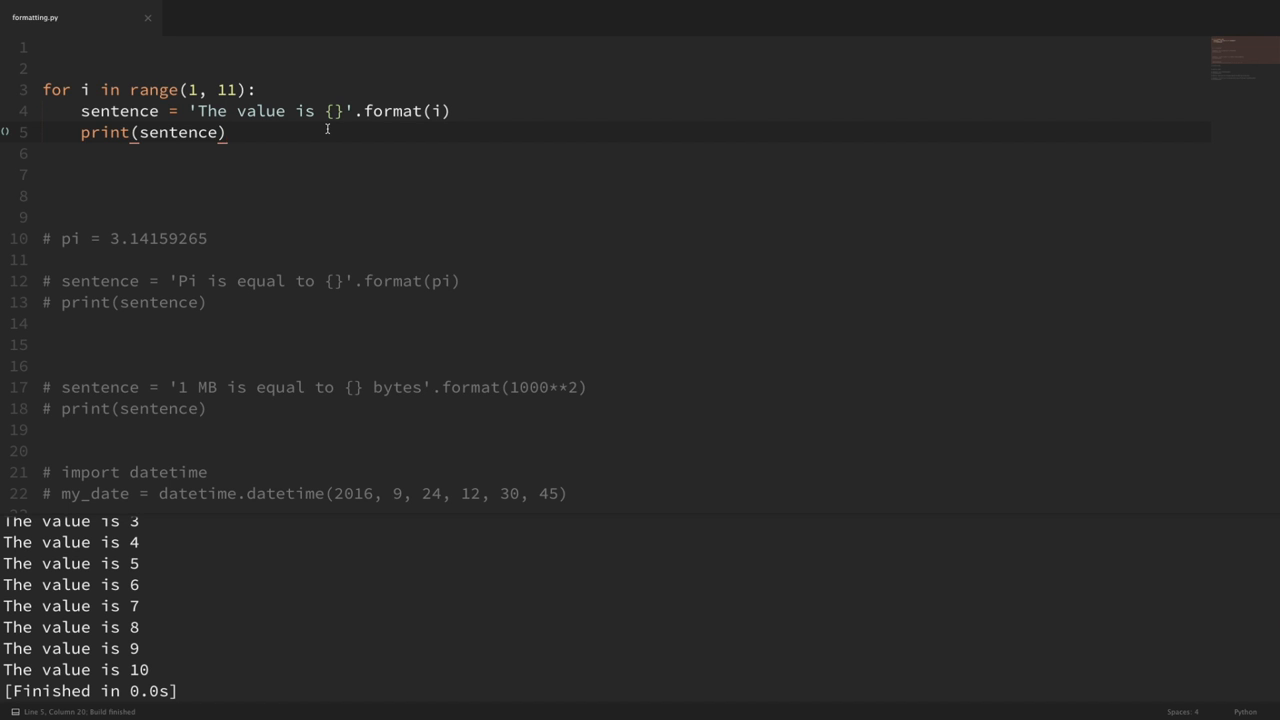 formatting.py
1
2
3 for i in range(1, 11):
4     sentence = 'The value is {}'.format(i)
() 5     print(sentence)
6
7
8
9
10 # pi = 3.14159265
11
12 # sentence = 'Pi is equal to {}'.format(pi)
13 # print(sentence)
14
15
16
17 # sentence = '1 MB is equal to {} bytes'.format(1000**2)
18 # print(sentence)
19
20
21 # import datetime
22 # my_date = datetime.datetime(2016, 9, 24, 12, 30, 45)
The value is 3
The value is 4
The value is 5
The value is 6
The value is 7
The value is 8
The value is 9
The value is 10
[Finished in 0.0s]
Line 5, Column 20; Build finished Spaces: 4 Python